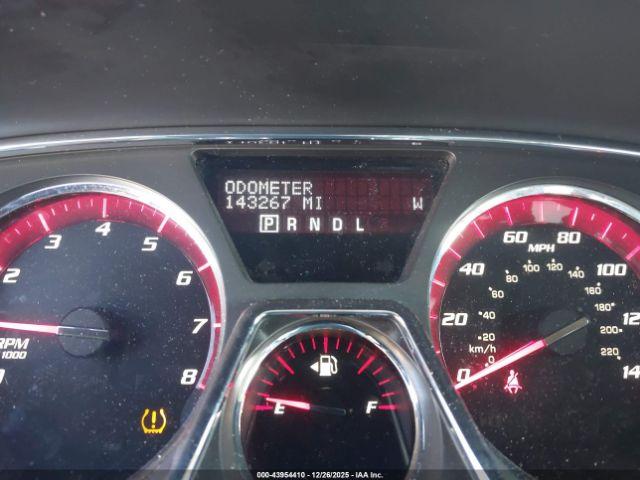 ODOMETER
143267 MI W
P R N D L
2 3 4 5 6 7 8
RPM
1000
0 20 40 60 80 100 12 14
MPH
0 20 40 60 80 100 120 140 160 180 200 220
km/h
E F
000-43954410 | 12/26/2025 | IAA Inc.